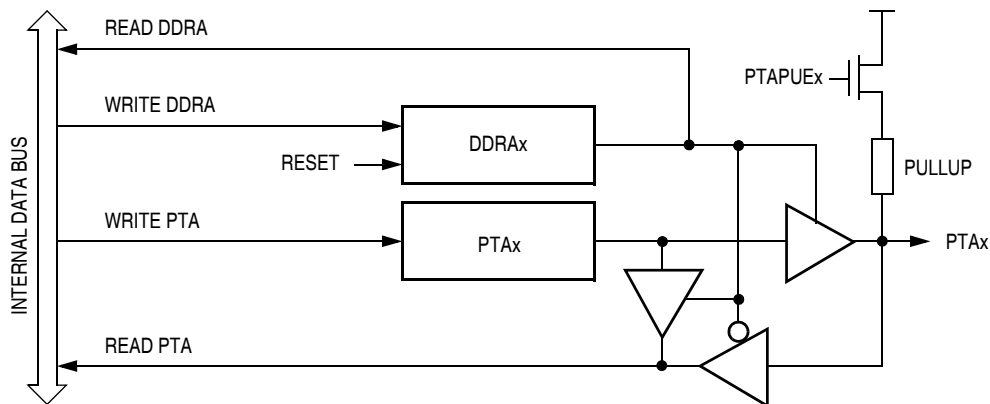 READ DDRA
PTAPUEx
WRITE DDRA
DDRAx
RESET
PULLUP
WRITE PTA
PTAx
PTAx
READ PTA
INTERNAL DATA BUS